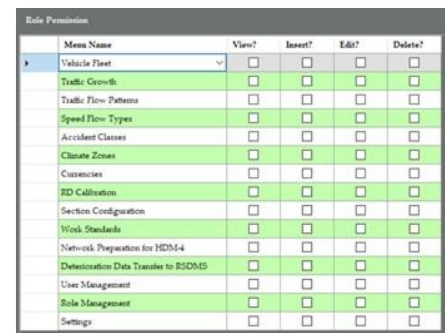 Role Permission
Menu Name View? Insert? Edit? Delete?
Vehicle Fleet
Traffic Growth
Traffic Flow Patterns
Speed Flow Types
Accident Classes
Climate Zones
Currencies
RD Calibration
Section Configuration
Work Standards
Network Preparation for HDM-4
Deterioration Data Transfer to RSDMS
User Management
Role Management
Settings